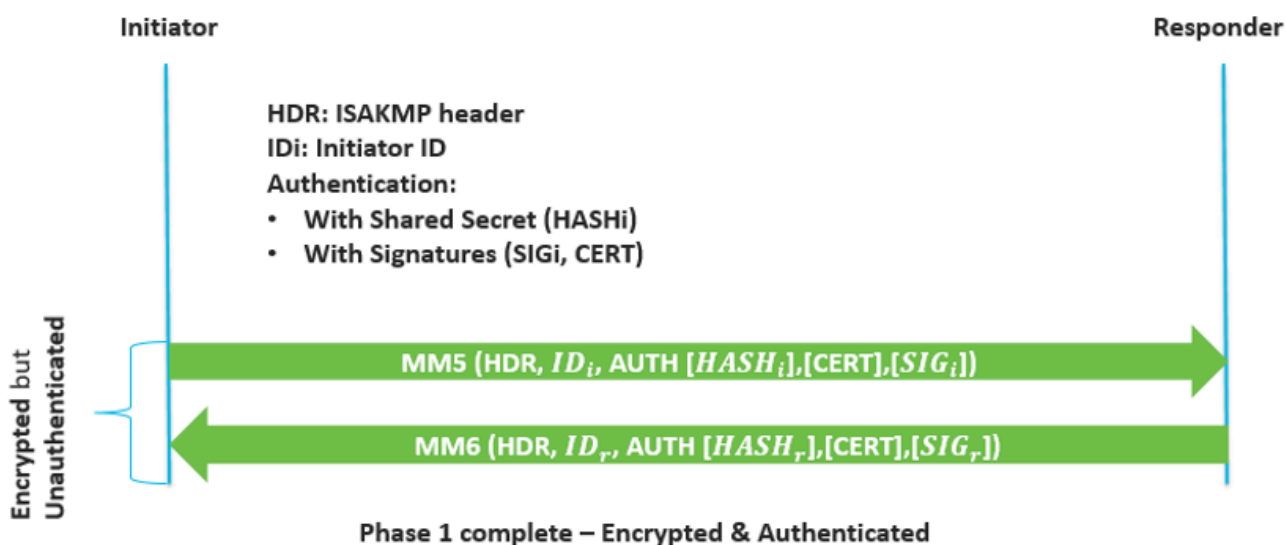 Initiator
Responder
HDR: ISAKMP header
IDi: Initiator ID
Authentication:
• With Shared Secret (HASHi)
• With Signatures (SIGi, CERT)
Encrypted but
Unauthenticated
MM5 (HDR, IDᵢ, AUTH [HASHᵢ],[CERT],[SIGᵢ])
MM6 (HDR, IDᵣ, AUTH [HASHᵣ],[CERT],[SIGᵣ])
Phase 1 complete – Encrypted & Authenticated